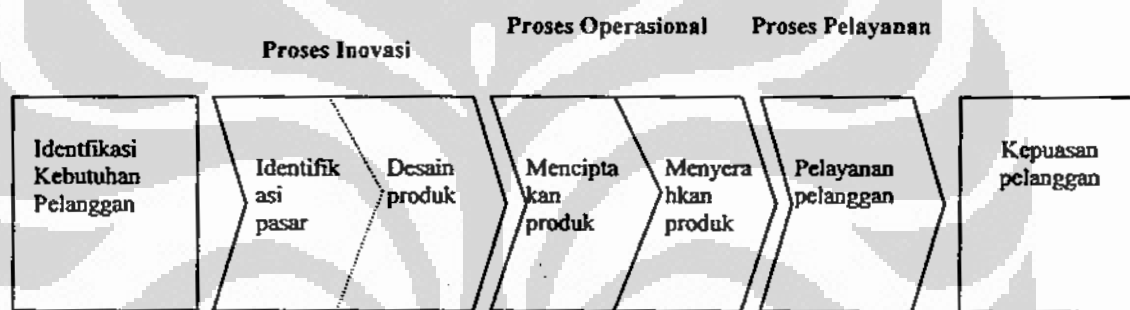 Proses Inovasi
Proses Operasional
Proses Pelayanan
Identfikasi
Kebutuhan
Pelanggan
Identifik
asi
pasar
Desain
produk
Mencipta
kan
produk
Menyera
hkan
produk
Pelayanan
pelanggan
Kepuasan
pelanggan